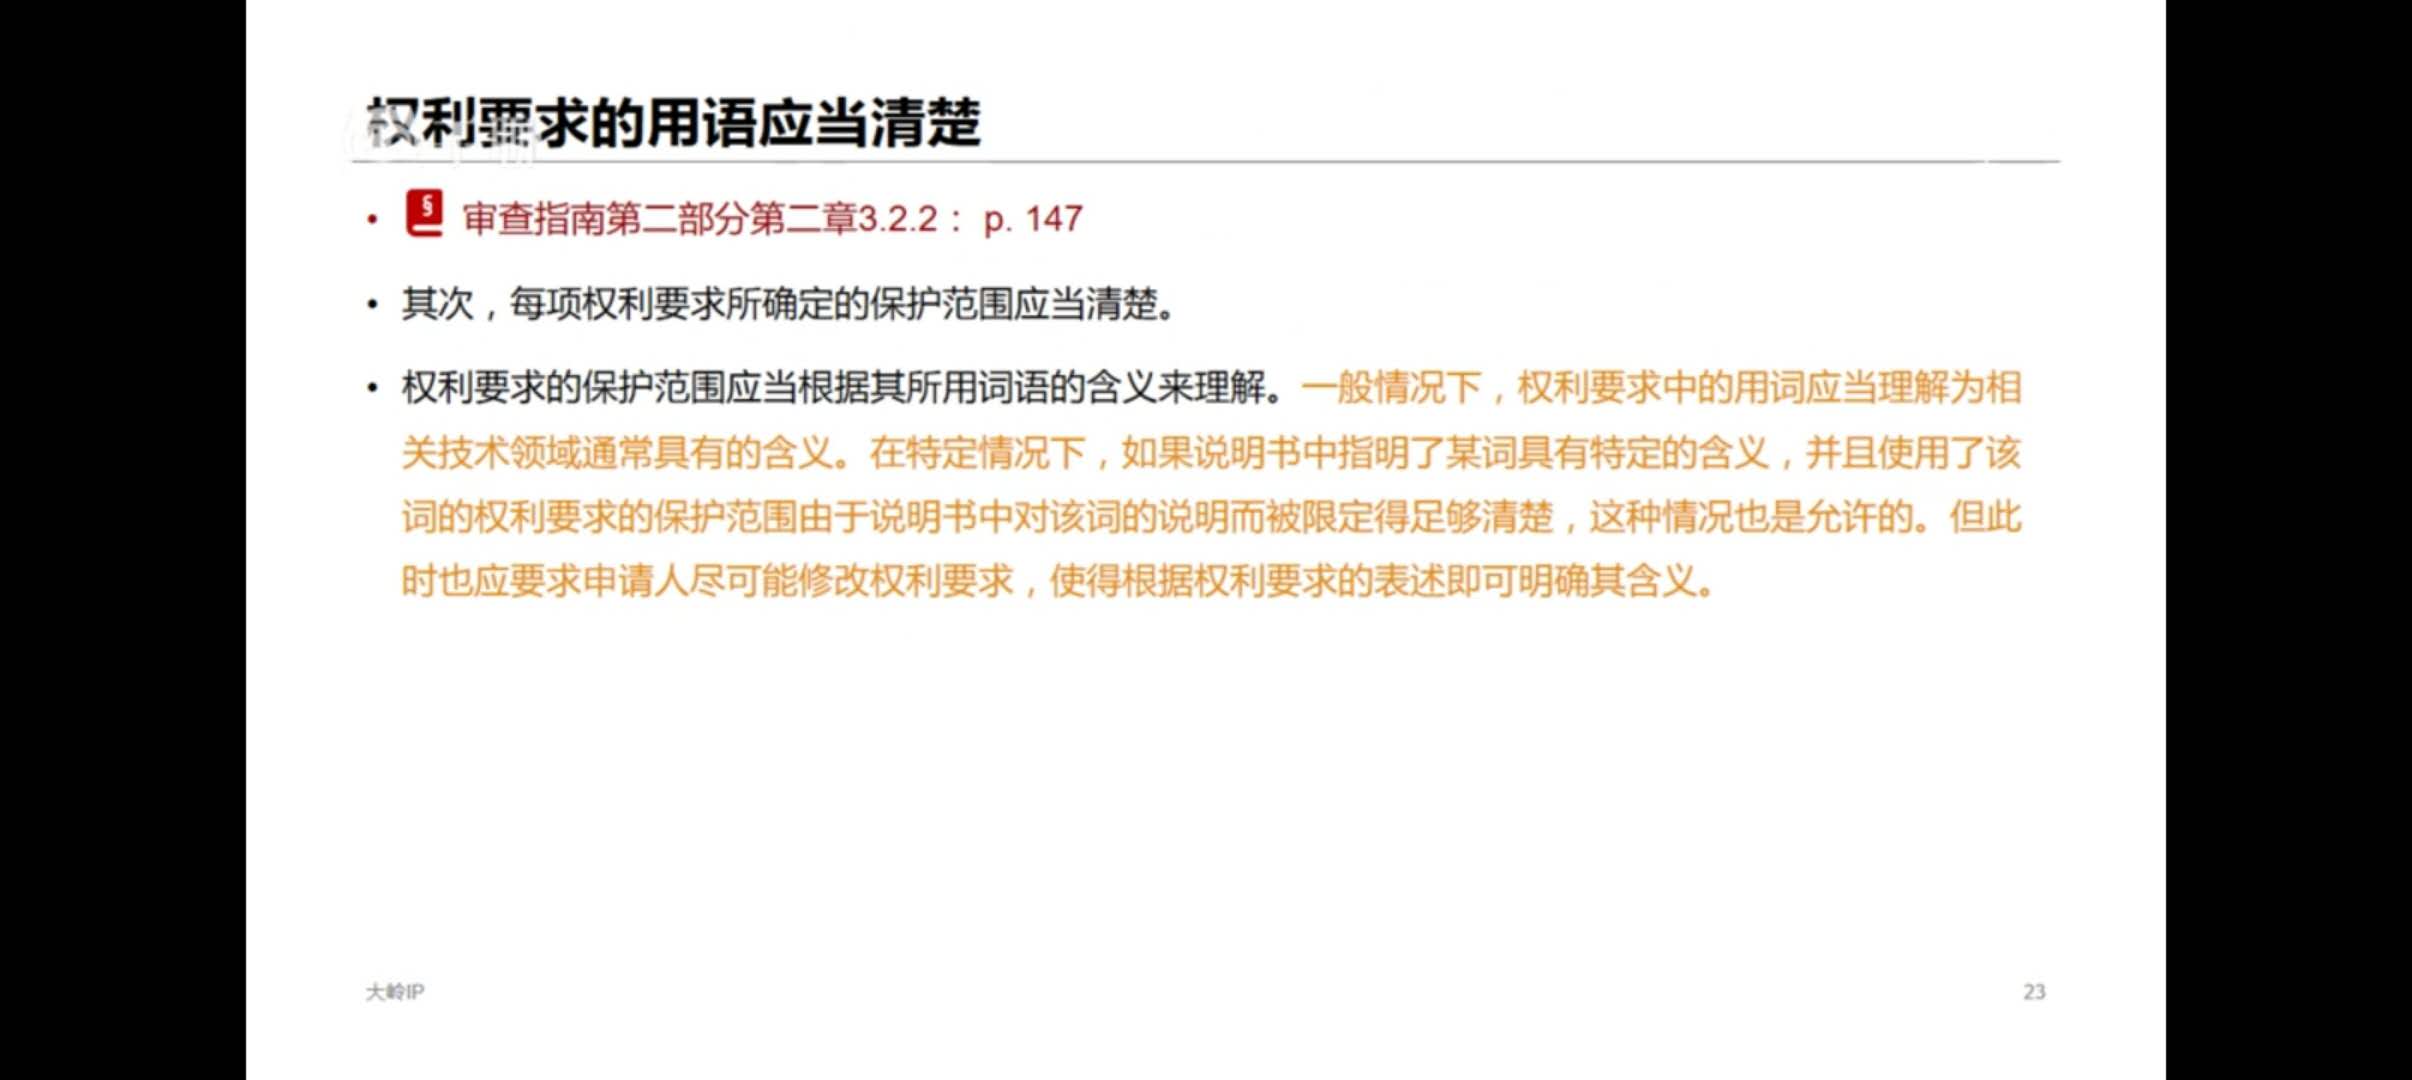 权利要求的用语应当清楚
• § 审查指南第二部分第二章3.2.2： p. 147
• 其次，每项权利要求所确定的保护范围应当清楚。
• 权利要求的保护范围应当根据其所用词语的含义来理解。一般情况下，权利要求中的用词应当理解为相
关技术领域通常具有的含义。在特定情况下，如果说明书中指明了某词具有特定的含义，并且使用了该
词的权利要求的保护范围由于说明书中对该词的说明而被限定得足够清楚，这种情况也是允许的。但此
时也应要求申请人尽可能修改权利要求，使得根据权利要求的表述即可明确其含义。
大岭IP
23